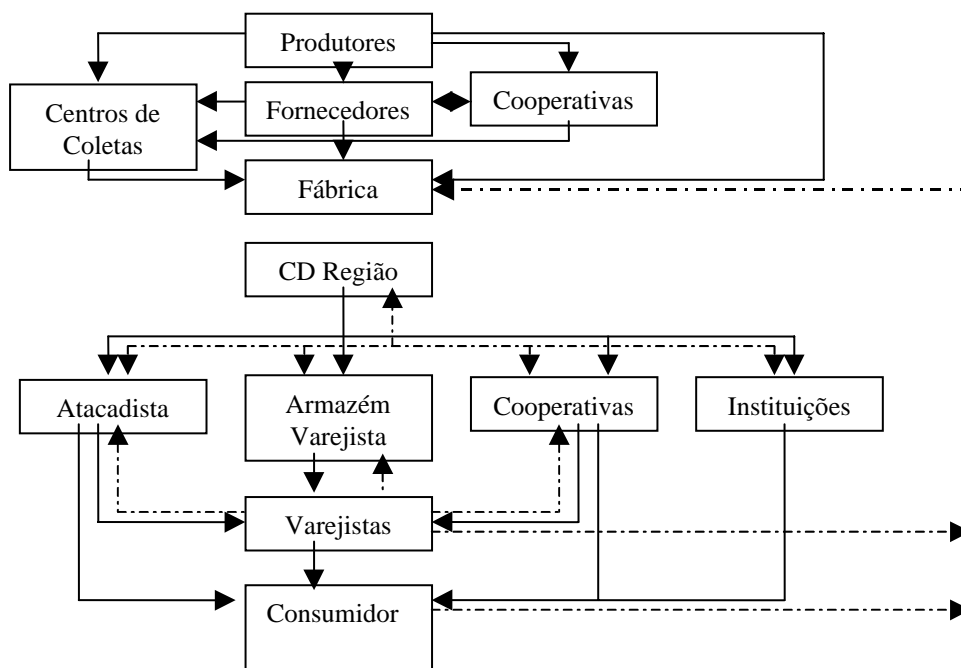 Produtores
Centros de
Coletas
Fornecedores
Cooperativas
Fábrica
CD Região
Atacadista
Armazém
Varejista
Cooperativas
Instituições
Varejistas
Consumidor